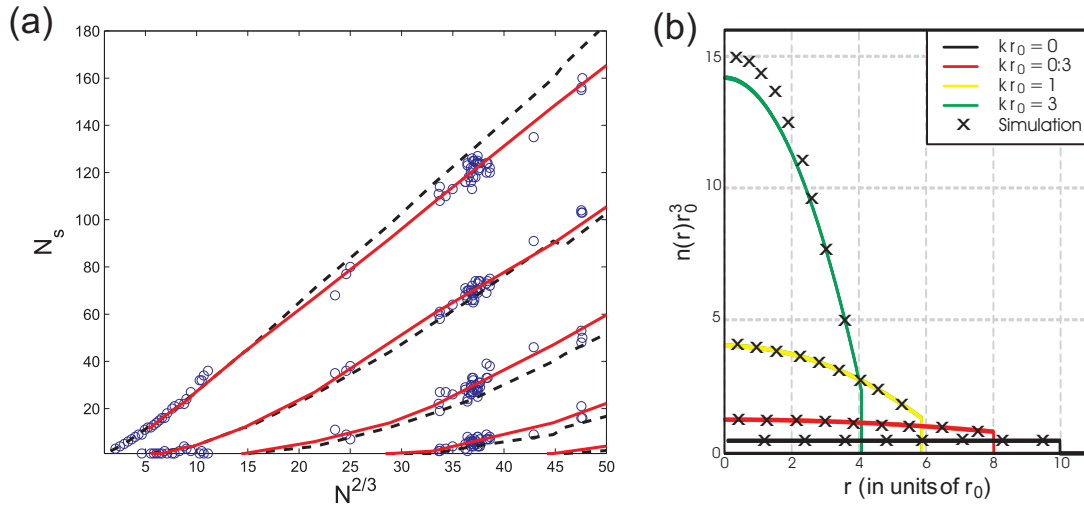 (a)
180
160
140
120
100
80
60
40
20
N_s
5 10 15 20 25 30 35 40 45 50
N^{2/3}
(b)
15
10
5
0
n(r)r_0^3
k r_0 = 0
k r_0 = 0:3
k r_0 = 1
k r_0 = 3
Simulation
0 2 4 6 8 10
r (in units of r_0)